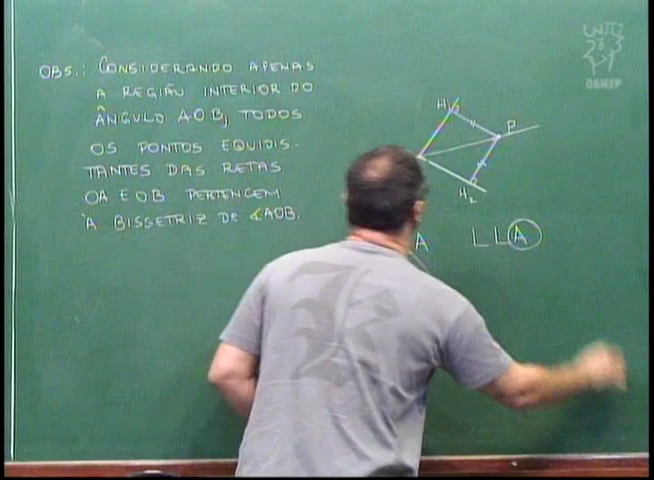 OBS.: CONSIDERANDO APENAS
A REGIÃO INTERIOR DO
ÂNGULO AOB, TODOS
OS PONTOS EQUIDIS-
TANTES DAS RETAS
OA E OB PERTENCEM
À BISSETRIZ DE ∢AOB.
H₁
P
H₂
A
LLA
OBMEP